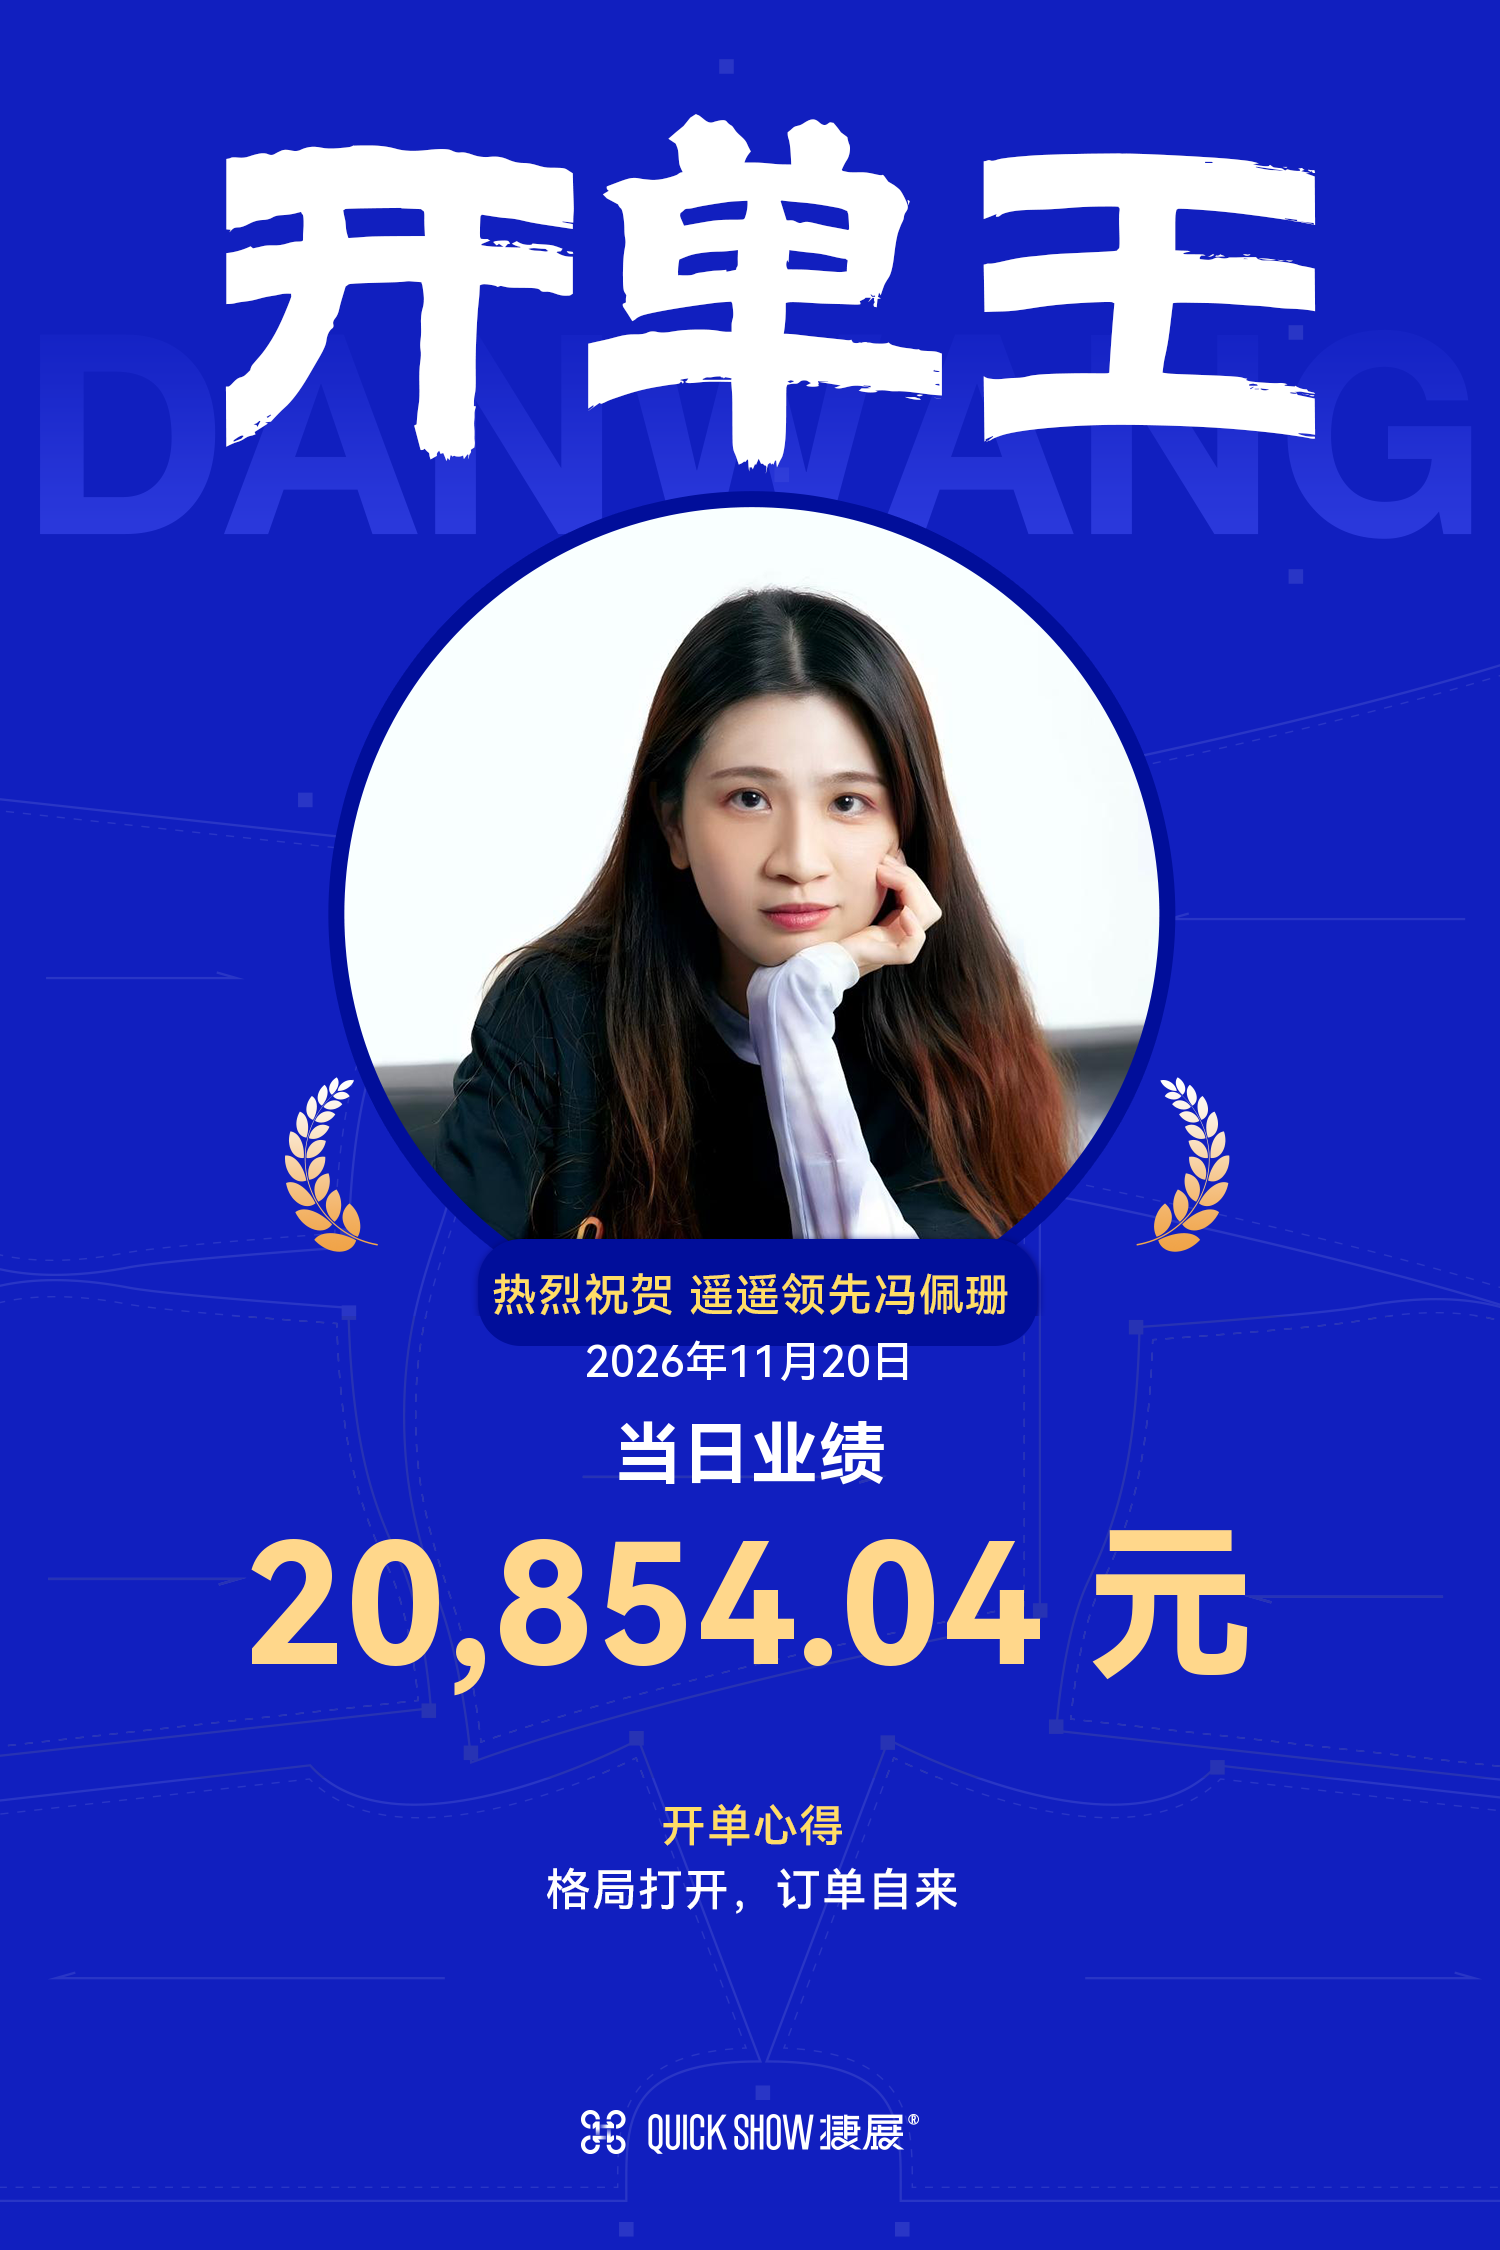 开单王
DANWANG
热烈祝贺 遥遥领先冯佩珊
2026年11月20日
当日业绩
20,854.04 元
开单心得
格局打开，订单自来
QUICK SHOW 捷展®